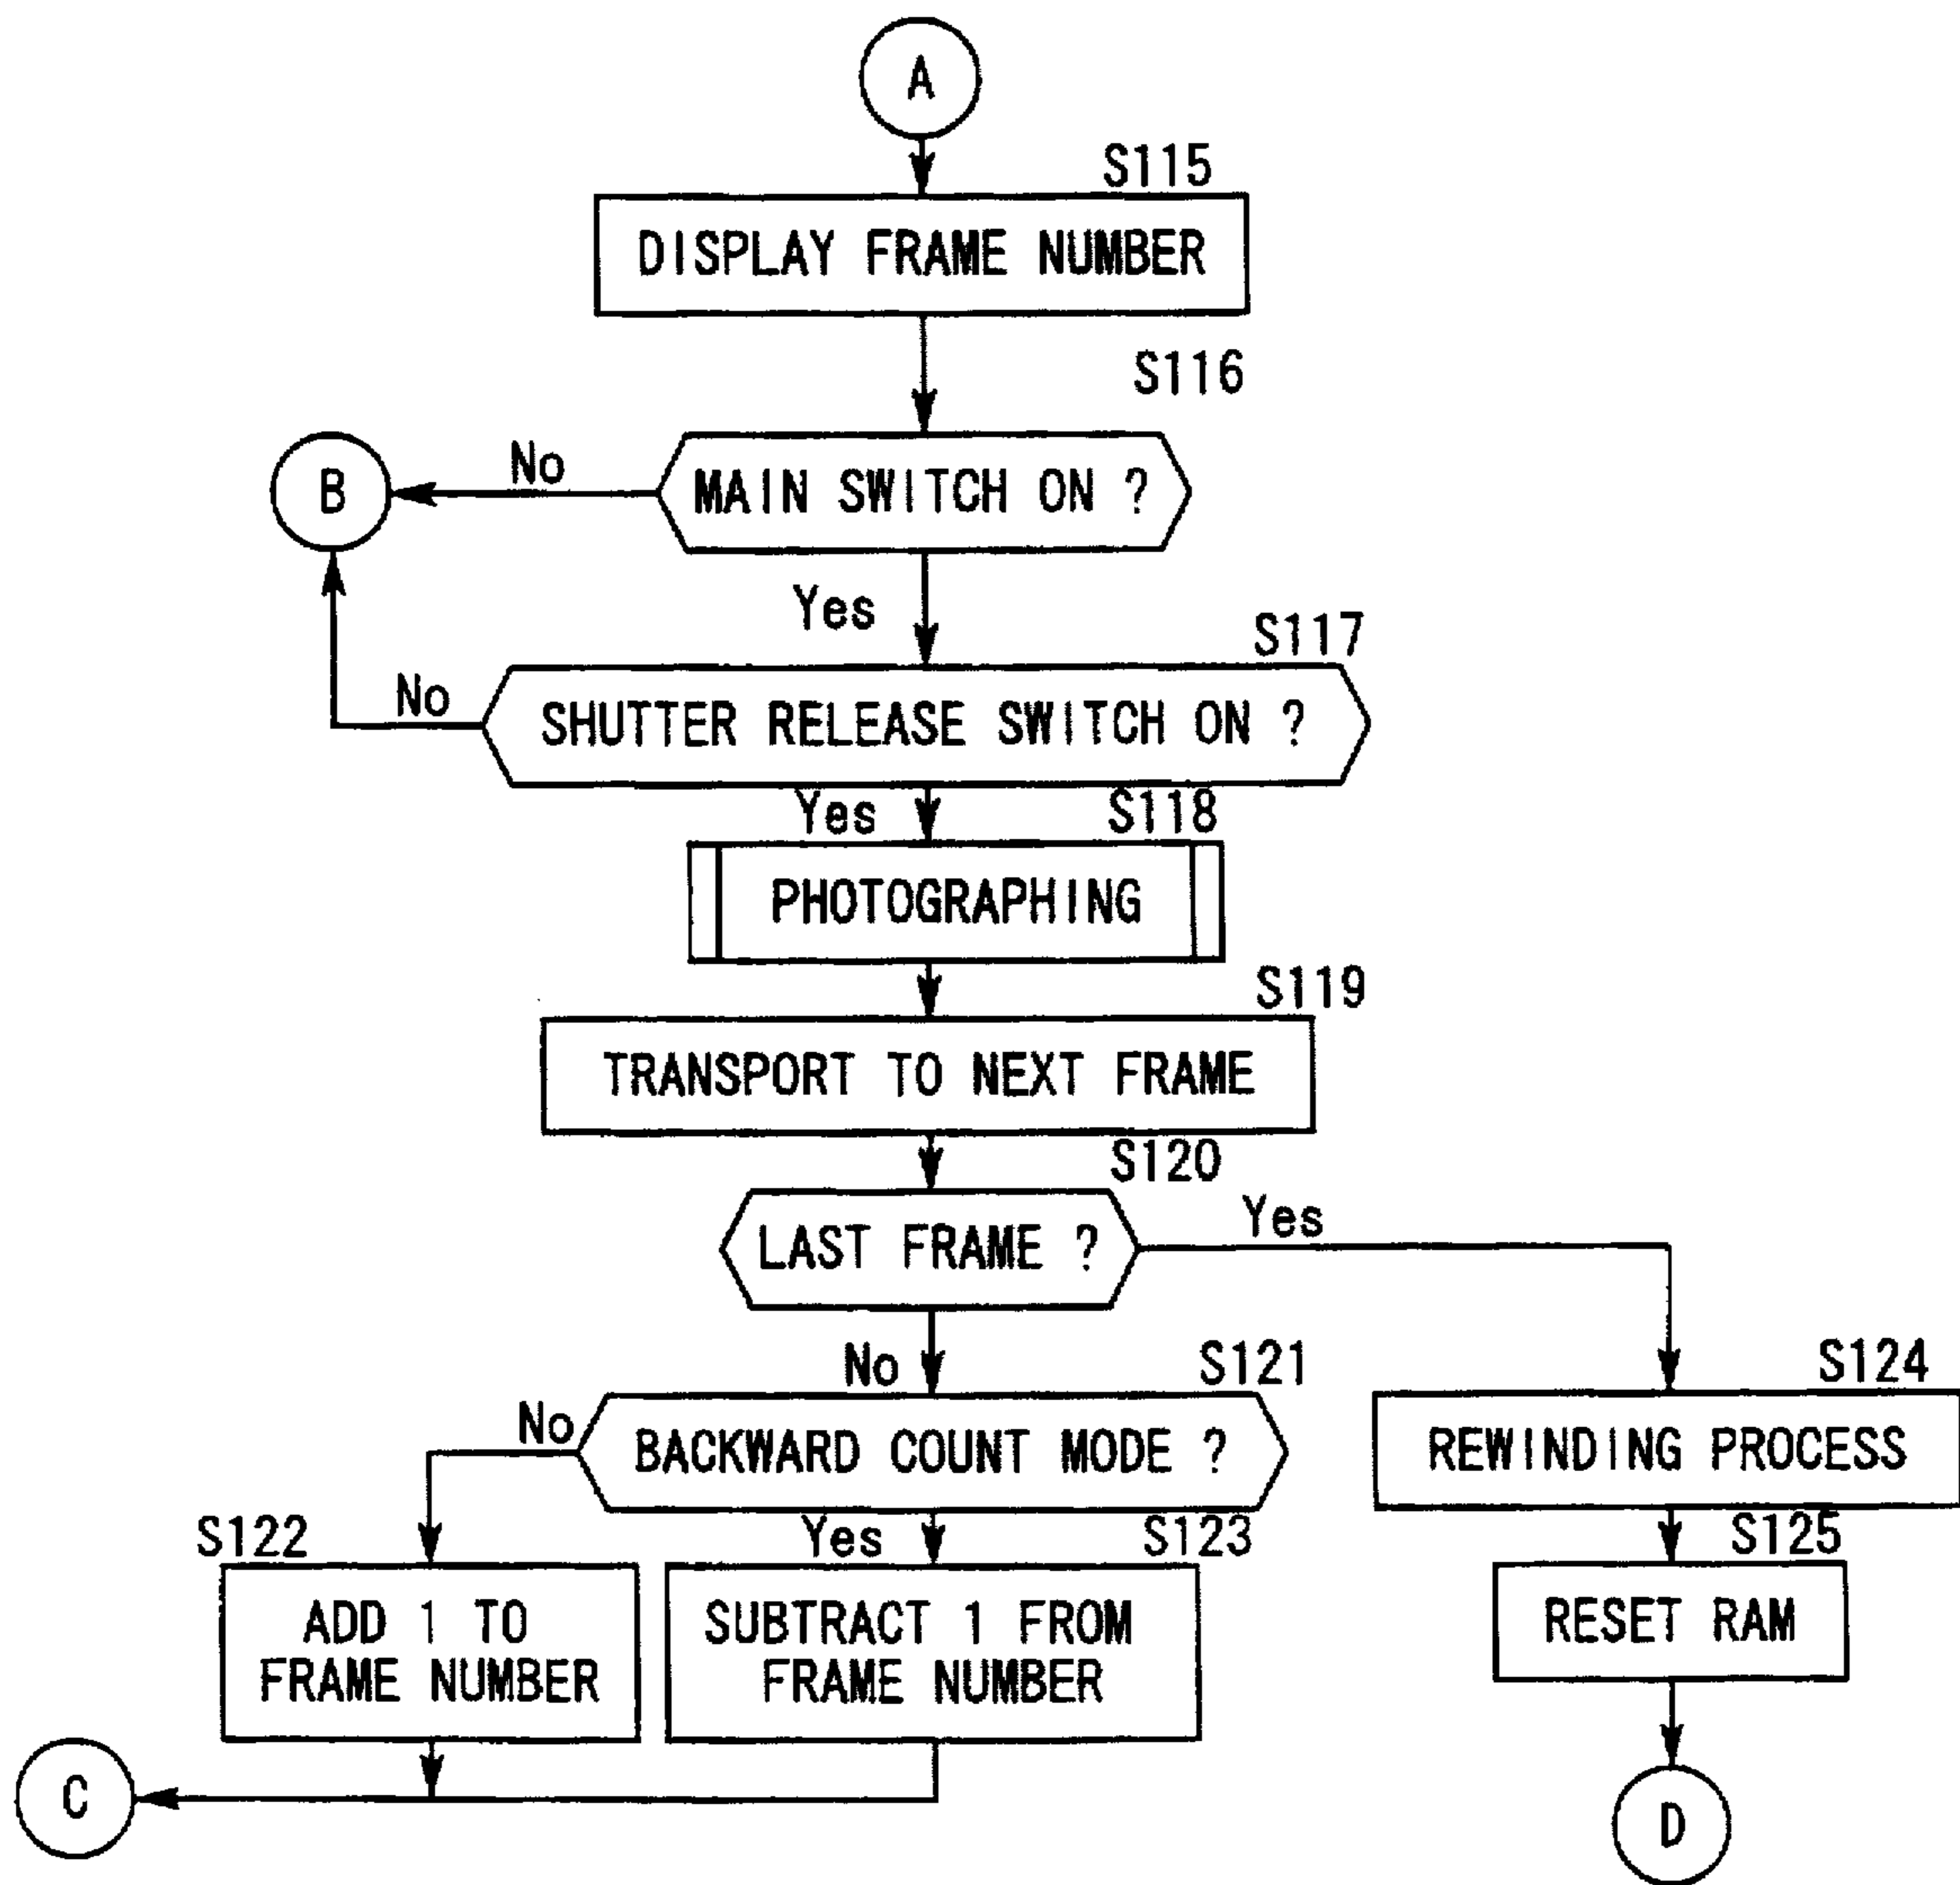 A
S115
DISPLAY FRAME NUMBER
S116
MAIN SWITCH ON ?
No
B
Yes
S117
SHUTTER RELEASE SWITCH ON ?
No
Yes
S118
PHOTOGRAPHING
S119
TRANSPORT TO NEXT FRAME
S120
LAST FRAME ?
Yes
No
S121
BACKWARD COUNT MODE ?
No
S124
REWINDING PROCESS
S122
Yes
S123
S125
ADD 1 TO
FRAME NUMBER
SUBTRACT 1 FROM
FRAME NUMBER
RESET RAM
C
D